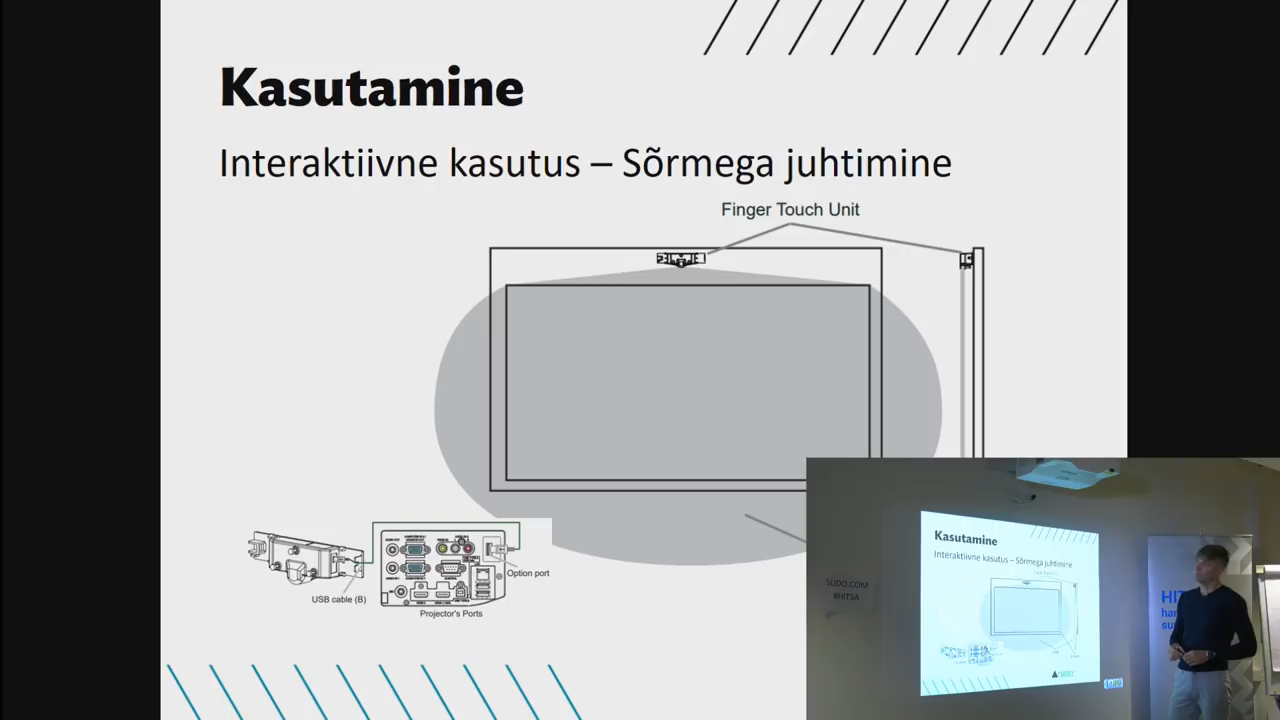 Kasutamine
Interaktiivne kasutus – Sõrmega juhtimine
Finger Touch Unit
Option port
USB cable (B)
Projector's Ports
Kasutamine
Interaktiivne kasutus – Sõrmega juhtimine
SLIDO.COM
#HITSA